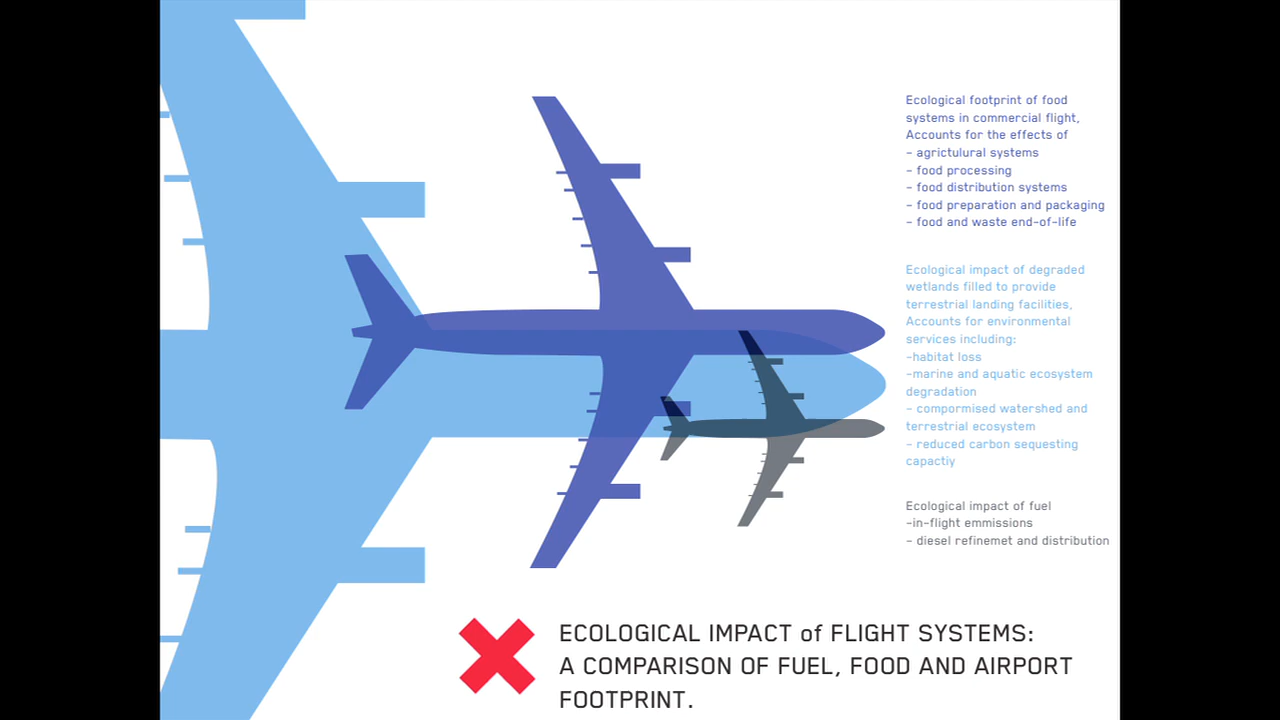 Ecological footprint of food
systems in commercial flight,
Accounts for the effects of
- agrictulural systems
- food processing
- food distribution systems
- food preparation and packaging
- food and waste end-of-life
Ecological impact of degraded
wetlands filled to provide
terrestrial landing facilities,
Accounts for environmental
services including:
-habitat loss
-marine and aquatic ecosystem
degradation
- compormised watershed and
terrestrial ecosystem
- reduced carbon sequesting
capactiy
Ecological impact of fuel
-in-flight emmissions
- diesel refinemet and distribution
ECOLOGICAL IMPACT of FLIGHT SYSTEMS:
A COMPARISON OF FUEL, FOOD AND AIRPORT
FOOTPRINT.